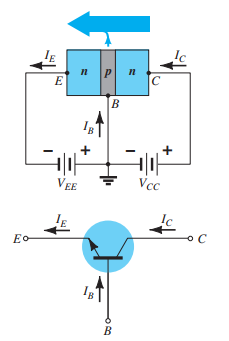 I_E I_C
n p n
E C
B
I_B
– + – +
V_EE V_CC
I_E I_C
E C
I_B
B